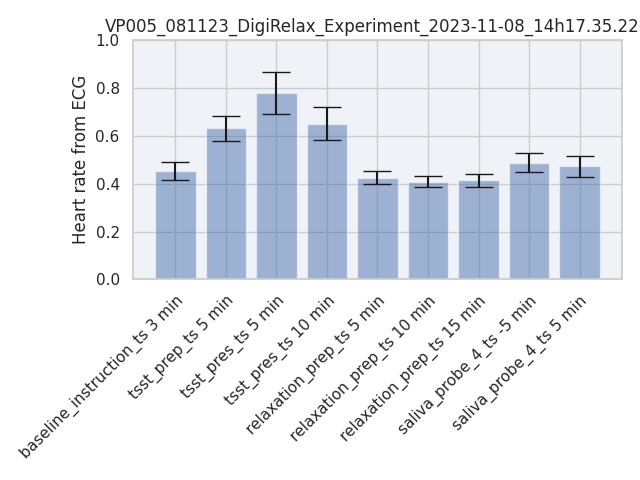 VP005_081123_DigiRelax_Experiment_2023-11-08_14h17.35.22
Heart rate from ECG
1.0
0.8
0.6
0.4
0.2
0.0
baseline_instruction_ts 3 min
tsst_prep_ts 5 min
tsst_pres_ts 5 min
tsst_pres_ts 10 min
relaxation_prep_ts 5 min
relaxation_prep_ts 10 min
relaxation_prep_ts 15 min
saliva_probe_4_ts -5 min
saliva_probe_4_ts 5 min